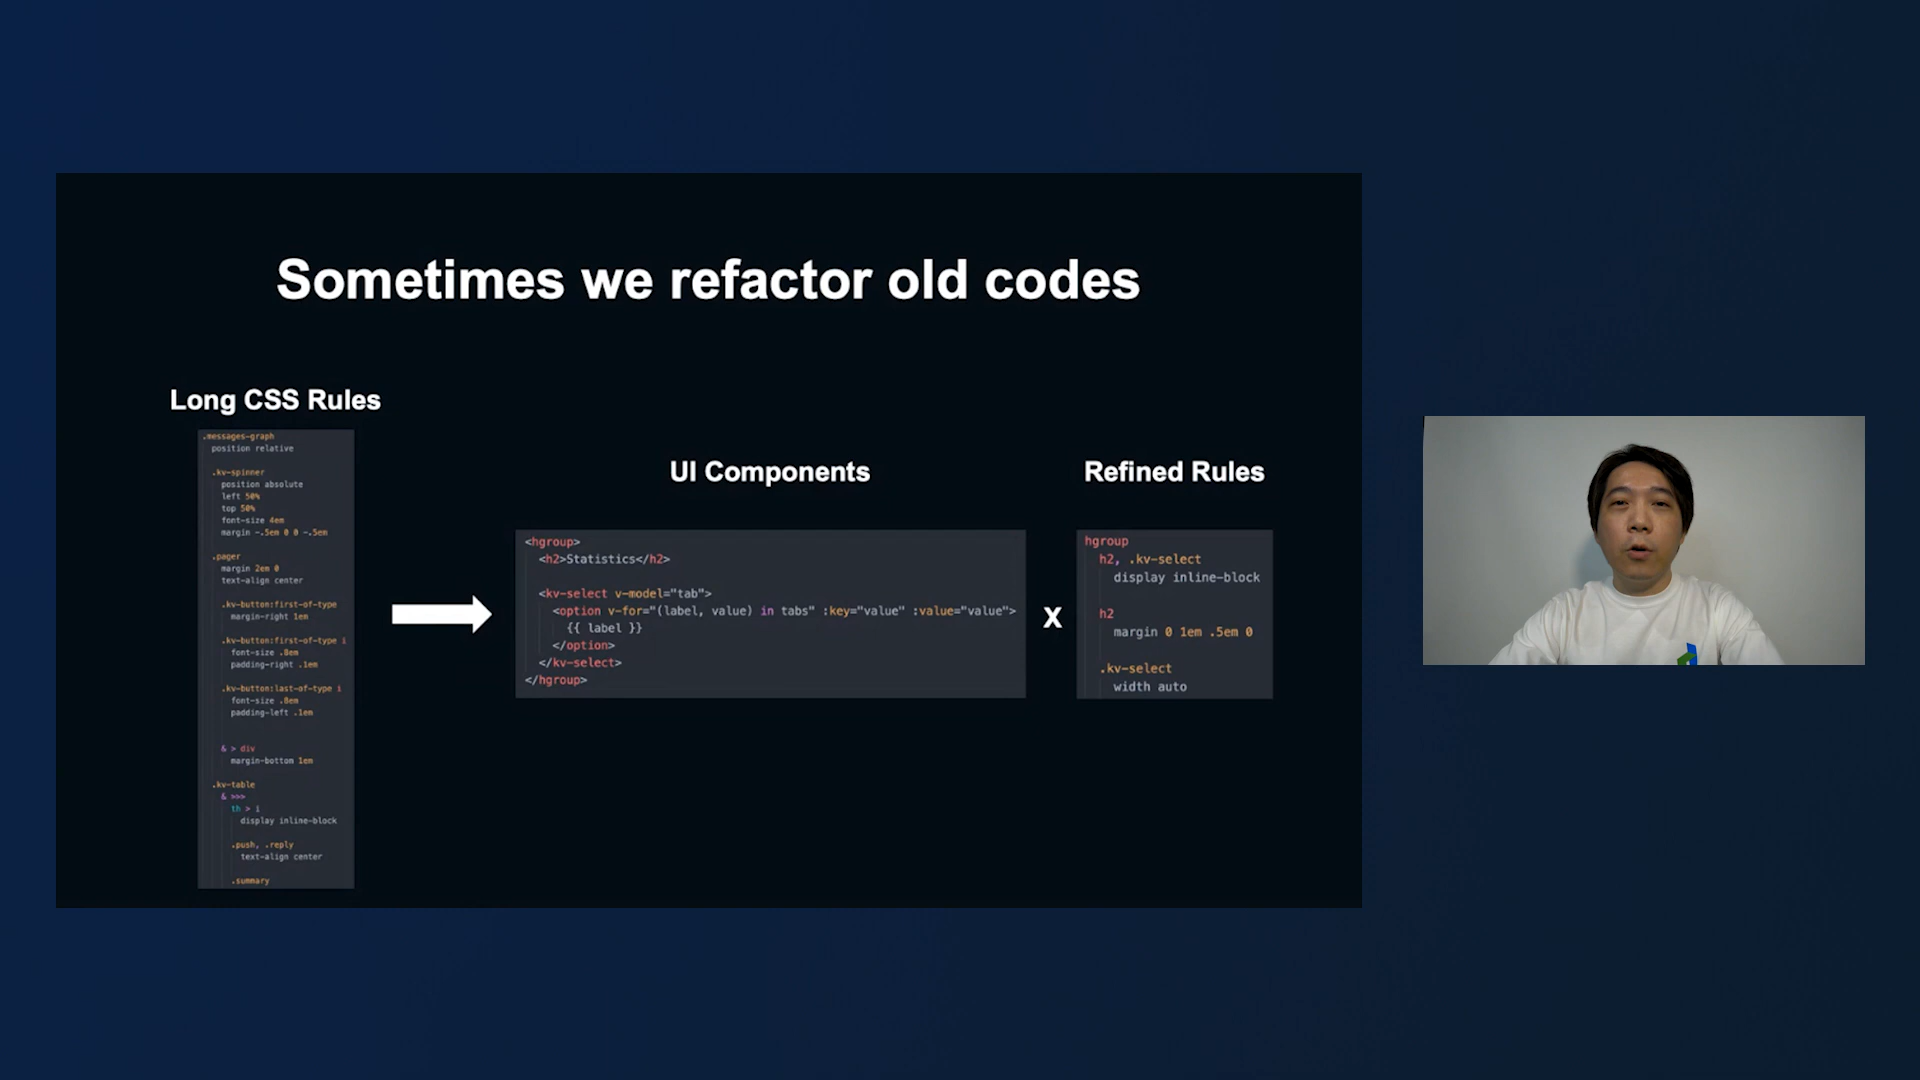 Sometimes we refactor old codes
Long CSS Rules
.messages-graph
position relative
.kv-spinner
position absolute
left 50%
top 50%
font-size 4em
margin -.5em 0 0 -.5em
.pager
margin 2em 0
text-align center
.kv-button:first-of-type
margin-right 1em
.kv-button:first-of-type i
font-size .8em
padding-right .1em
.kv-button:last-of-type i
font-size .8em
padding-left .1em
& > div
margin-bottom 1em
.kv-table
& >>>
th > i
display inline-block
.push, .reply
text-align center
.summary
UI Components
<hgroup>
<h2>Statistics</h2>
<kv-select v-model="tab">
<option v-for="(label, value) in tabs" :key="value" :value="value">
{{ label }}
</option>
</kv-select>
</hgroup>
x
Refined Rules
hgroup
h2, .kv-select
display inline-block
h2
margin 0 1em .5em 0
.kv-select
width auto